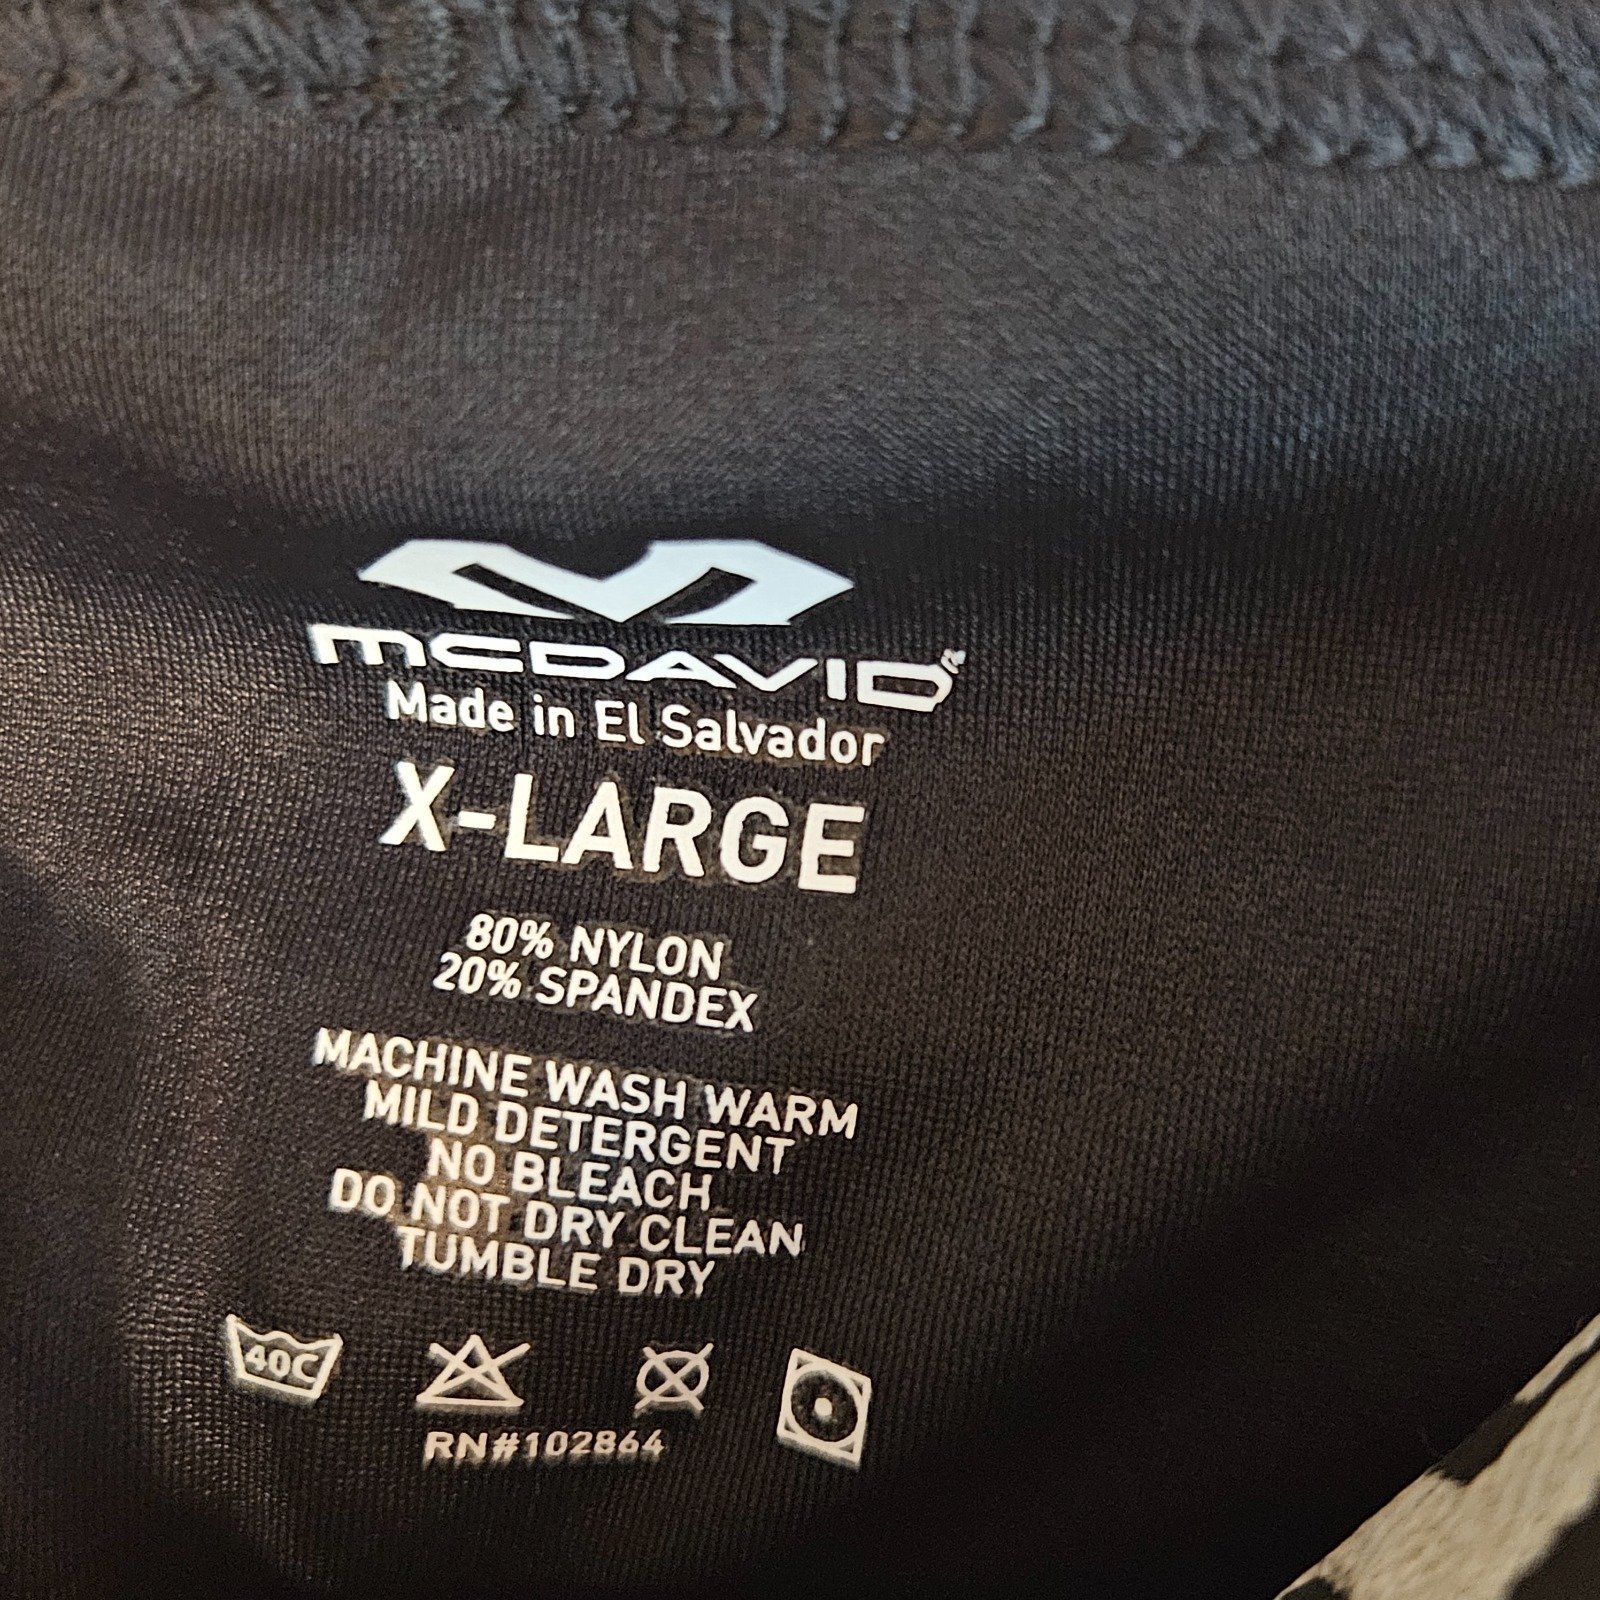 MCDAVID®
Made in El Salvador
X-LARGE
80% NYLON
20% SPANDEX
MACHINE WASH WARM
MILD DETERGENT
NO BLEACH
DO NOT DRY CLEAN
TUMBLE DRY
40C
RN#102864